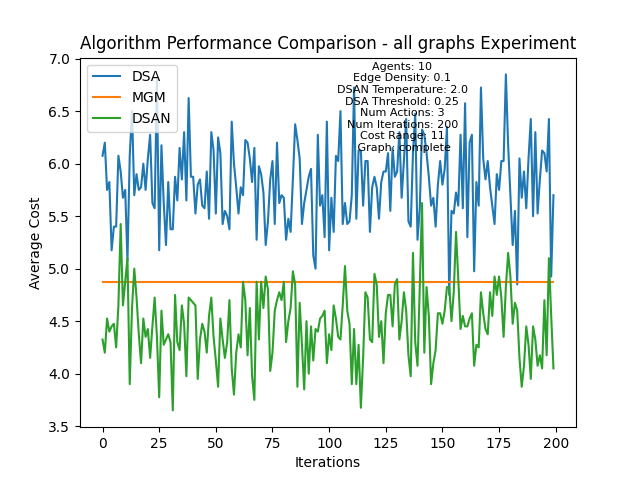 Algorithm Performance Comparison - all graphs Experiment
DSA
MGM
DSAN
Agents: 10
Edge Density: 0.1
DSAN Temperature: 2.0
DSA Threshold: 0.25
Num Actions: 3
Num Iterations: 200
Cost Range: 11
Graph: complete
Average Cost
7.0
6.5
6.0
5.5
5.0
4.5
4.0
3.5
0
25
50
75
100
125
150
175
200
Iterations